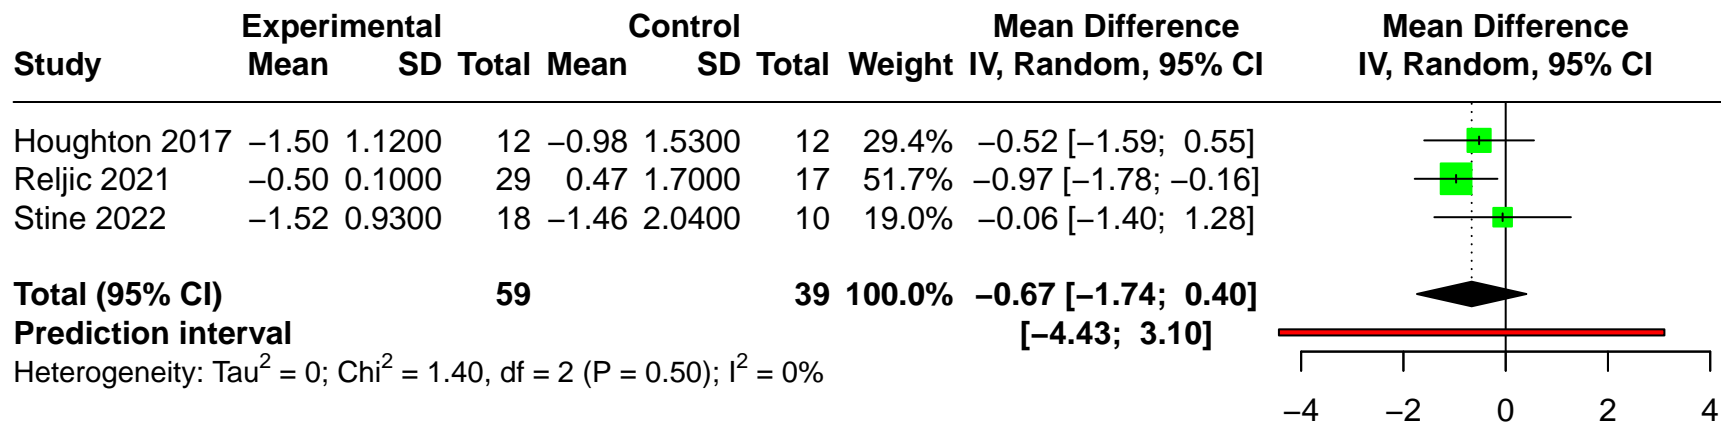 Experimental Control Mean Difference Mean Difference
Study Mean SD Total Mean SD Total Weight IV, Random, 95% CI IV, Random, 95% CI
Houghton 2017 −1.50 1.1200 12 −0.98 1.5300 12 29.4% −0.52 [−1.59; 0.55]
Reljic 2021 −0.50 0.1000 29 0.47 1.7000 17 51.7% −0.97 [−1.78; −0.16]
Stine 2022 −1.52 0.9300 18 −1.46 2.0400 10 19.0% −0.06 [−1.40; 1.28]
Total (95% CI) 59 39 100.0% −0.67 [−1.74; 0.40]
Prediction interval [−4.43; 3.10]
Heterogeneity: Tau² = 0; Chi² = 1.40, df = 2 (P = 0.50); I² = 0%
−4 −2 0 2 4